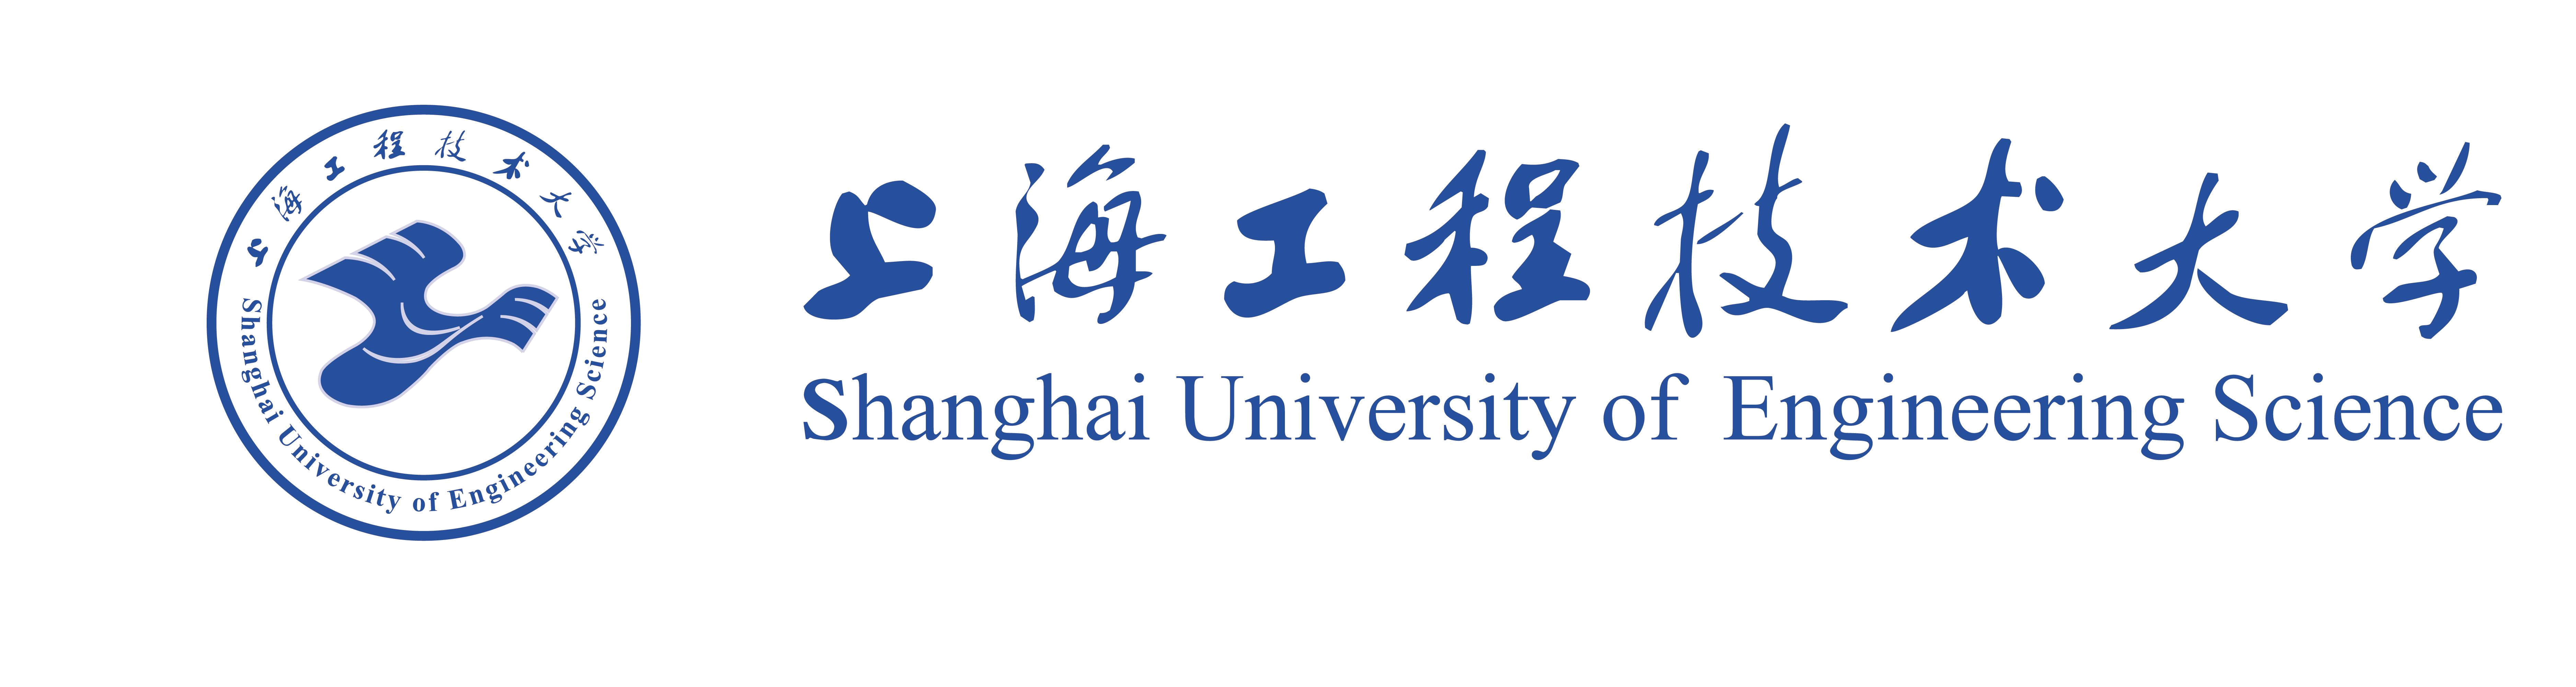 上海工程技术大学
Shanghai University of Engineering Science
上海工程技术大学
Shanghai University of Engineering Science